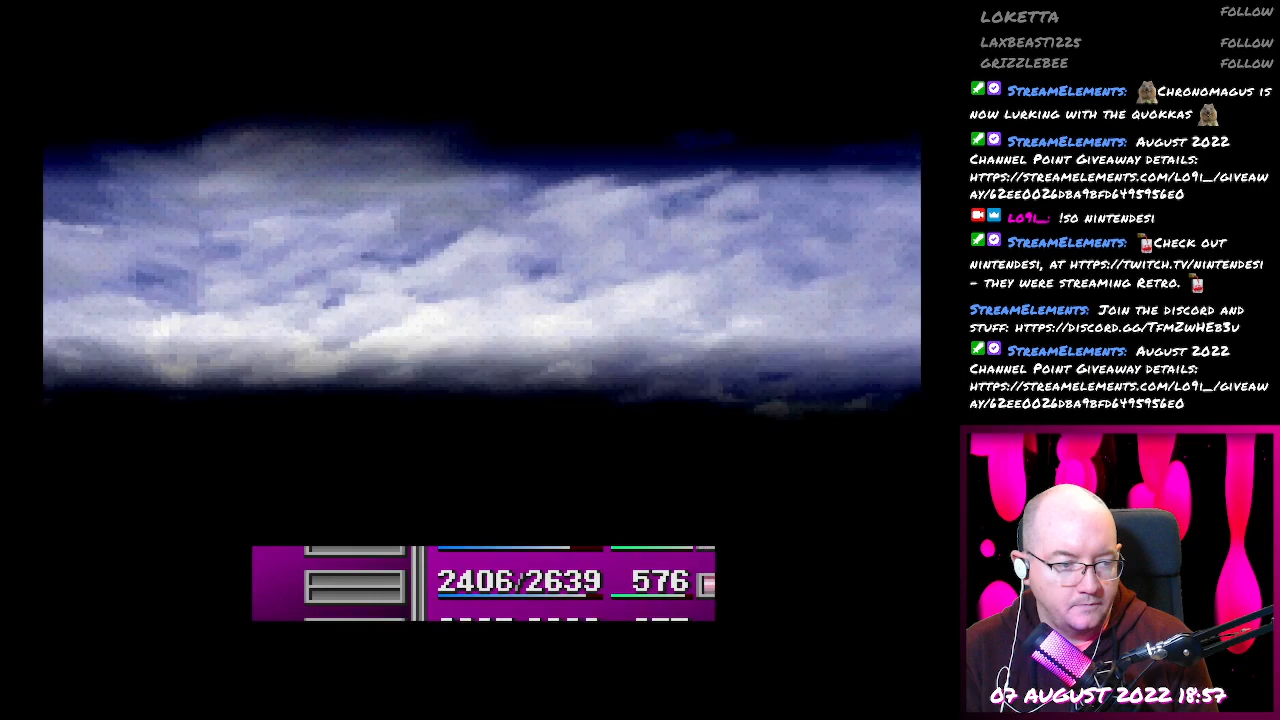 LOKETTA FOLLOW
LAXBEAST1225 FOLLOW
GRIZZLEBEE FOLLOW
StreamElements: Chronomagus is
now lurking with the quokkas
StreamElements: August 2022
Channel Point Giveaway details:
https://streamelements.com/lo9i_/giveaw
ay/62ee0026dba9bfd6495956e0
lo9i_: !so nintendesi
StreamElements: Check out
nintendesi, at https://twitch.tv/nintendesi
- they were streaming Retro.
StreamElements: Join the discord and
stuff: https://discord.gg/TfmZwHEb3u
StreamElements: August 2022
Channel Point Giveaway details:
https://streamelements.com/lo9i_/giveaw
ay/62ee0026dba9bfd6495956e0
2406/2639 576
07 AUGUST 2022 18:57